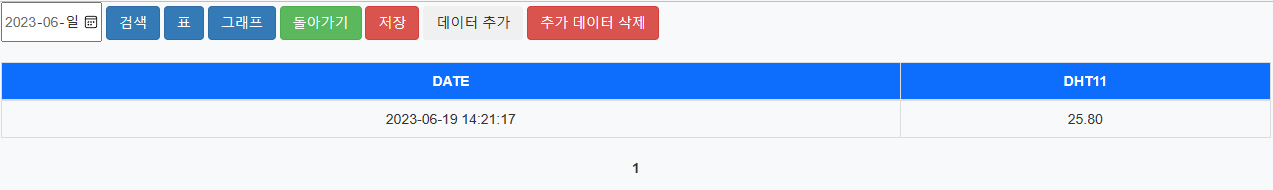 2023-06-일 검색 표 그래프 돌아가기 저장 데이터 추가 추가 데이터 삭제
DATE DHT11
2023-06-19 14:21:17 25.80
1